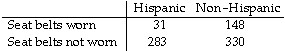 Hispanic Non–Hispanic
Seat belts worn 31 148
Seat belts not worn 283 330